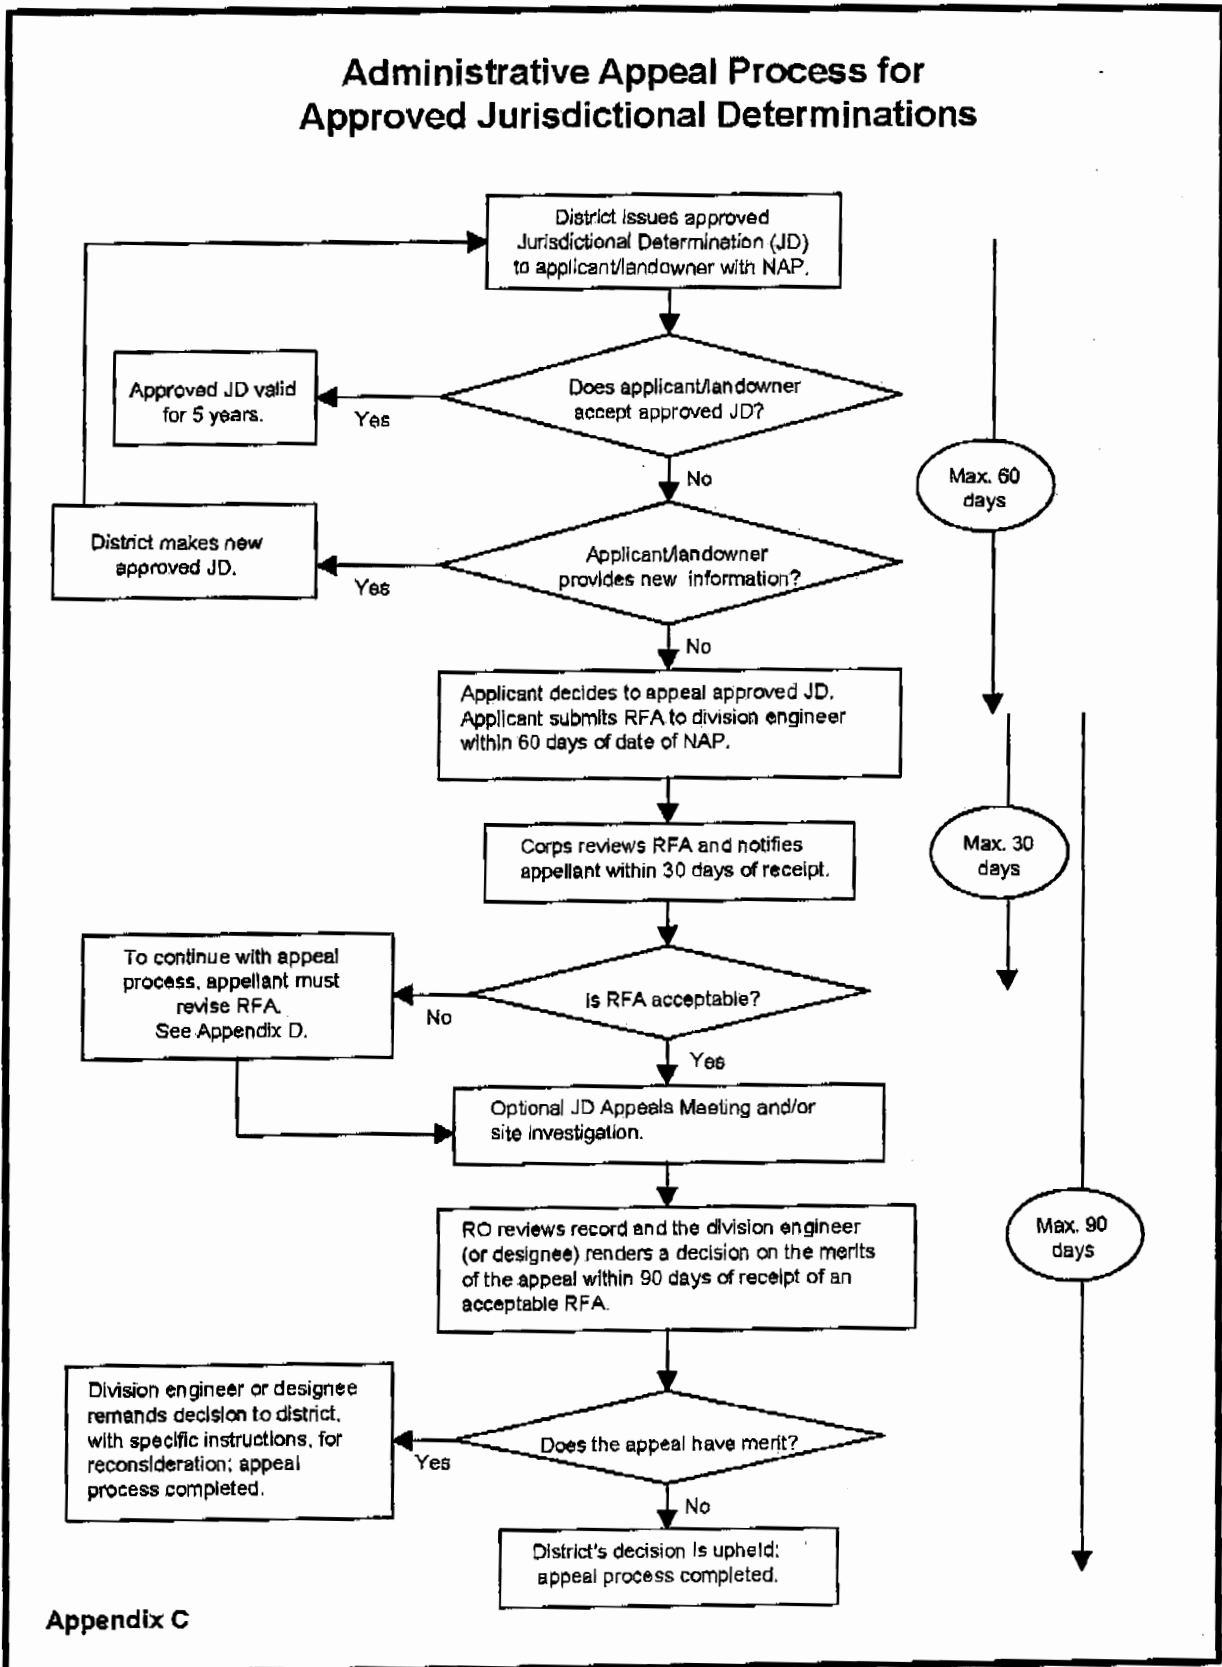 Administrative Appeal Process for
Approved Jurisdictional Determinations
District issues approved
Jurisdictional Determination (JD)
to applicant/landowner with NAP.
Does applicant/landowner
accept approved JD?
Yes
Approved JD valid
for 5 years.
No
Max. 60
days
Applicant/landowner
provides new information?
Yes
District makes new
approved JD.
No
Applicant decides to appeal approved JD.
Applicant submits RFA to division engineer
within 60 days of date of NAP.
Corps reviews RFA and notifies
appellant within 30 days of receipt.
Max. 30
days
Is RFA acceptable?
No
To continue with appeal
process, appellant must
revise RFA.
See Appendix D.
Yes
Optional JD Appeals Meeting and/or
site investigation.
RO reviews record and the division engineer
(or designee) renders a decision on the merits
of the appeal within 90 days of receipt of an
acceptable RFA.
Max. 90
days
Does the appeal have merit?
Yes
Division engineer or designee
remands decision to district,
with specific instructions, for
reconsideration; appeal
process completed.
No
District's decision is upheld;
appeal process completed.
Appendix C